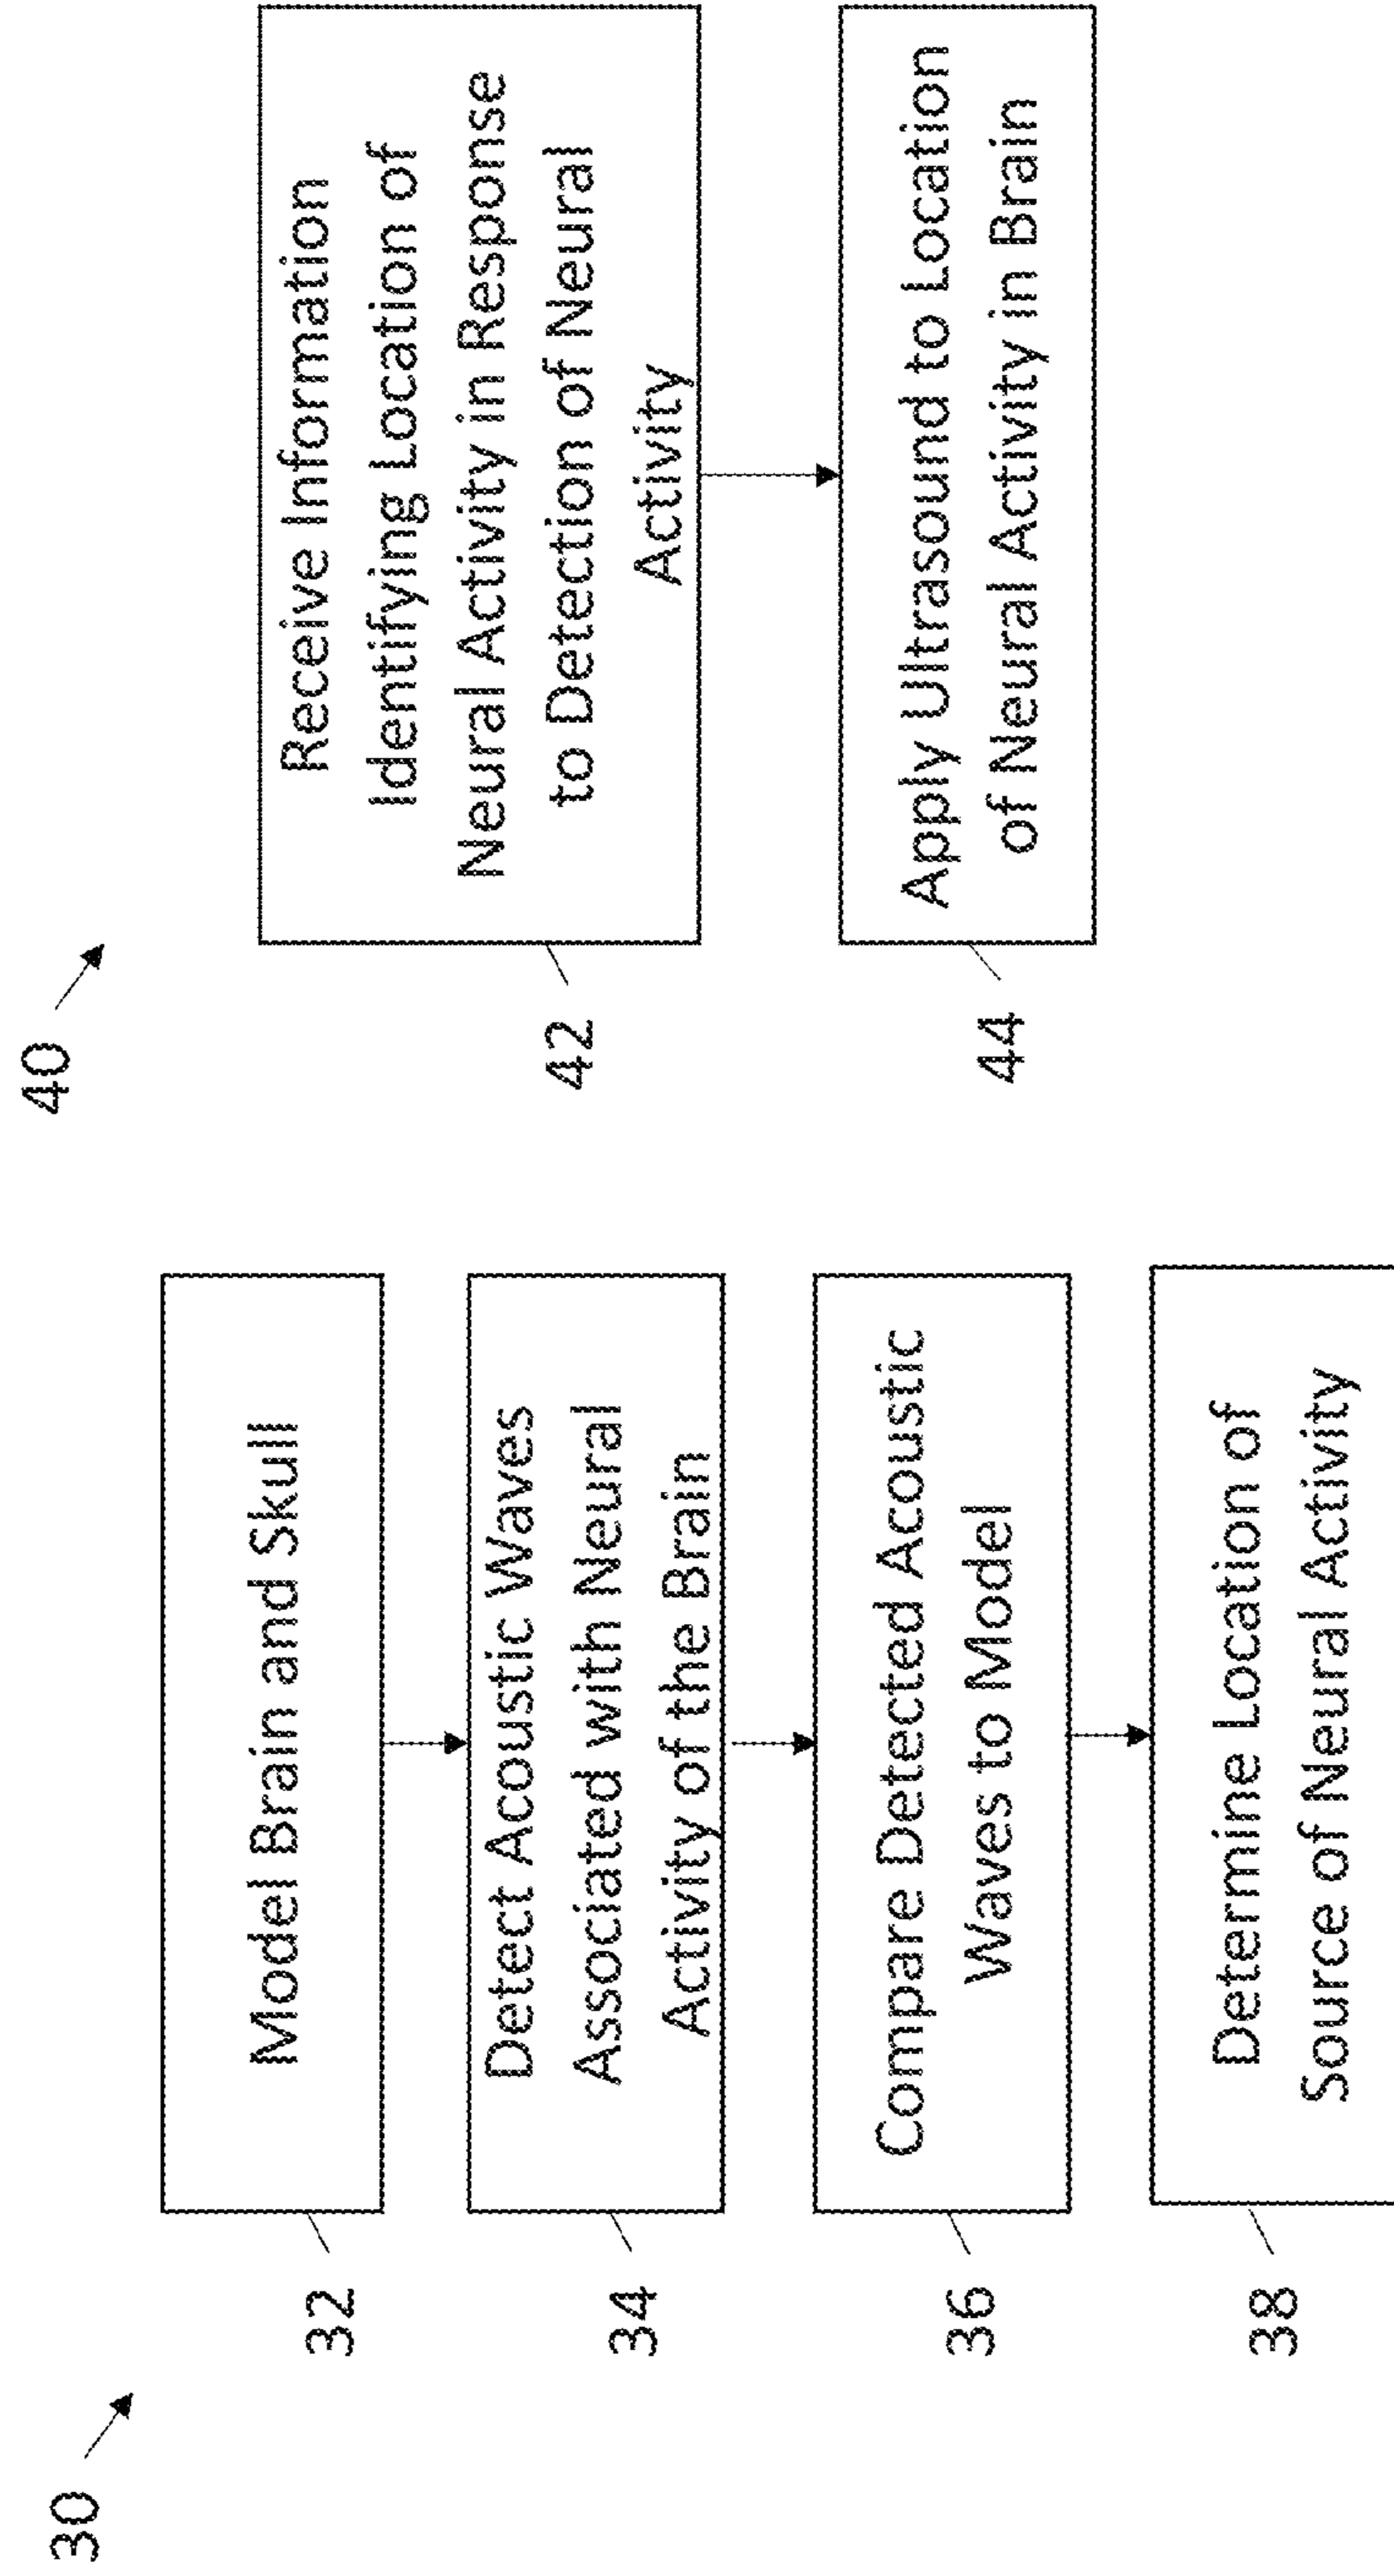 30
32
Model Brain and Skull
34
Detect Acoustic Waves
Associated with Neural
Activity of the Brain
36
Compare Detected Acoustic
Waves to Model
38
Determine Location of
Source of Neural Activity
40
42
Receive Information
Identifying Location of
Neural Activity in Response
to Detection of Neural
Activity
44
Apply Ultrasound to Location
of Neural Activity in Brain